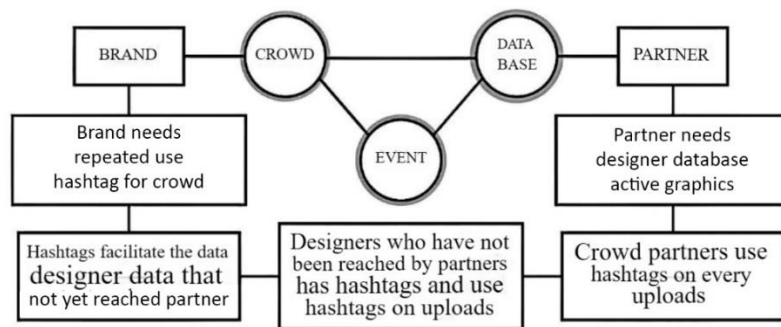 BRAND
CROWD
DATA
BASE
PARTNER
EVENT
Brand needs
repeated use
hashtag for crowd
Partner needs
designer database
active graphics
Hashtags facilitate the data
designer data that
not yet reached partner
Designers who have not
been reached by partners
has hashtags and use
hashtags on uploads
Crowd partners use
hashtags on every
uploads